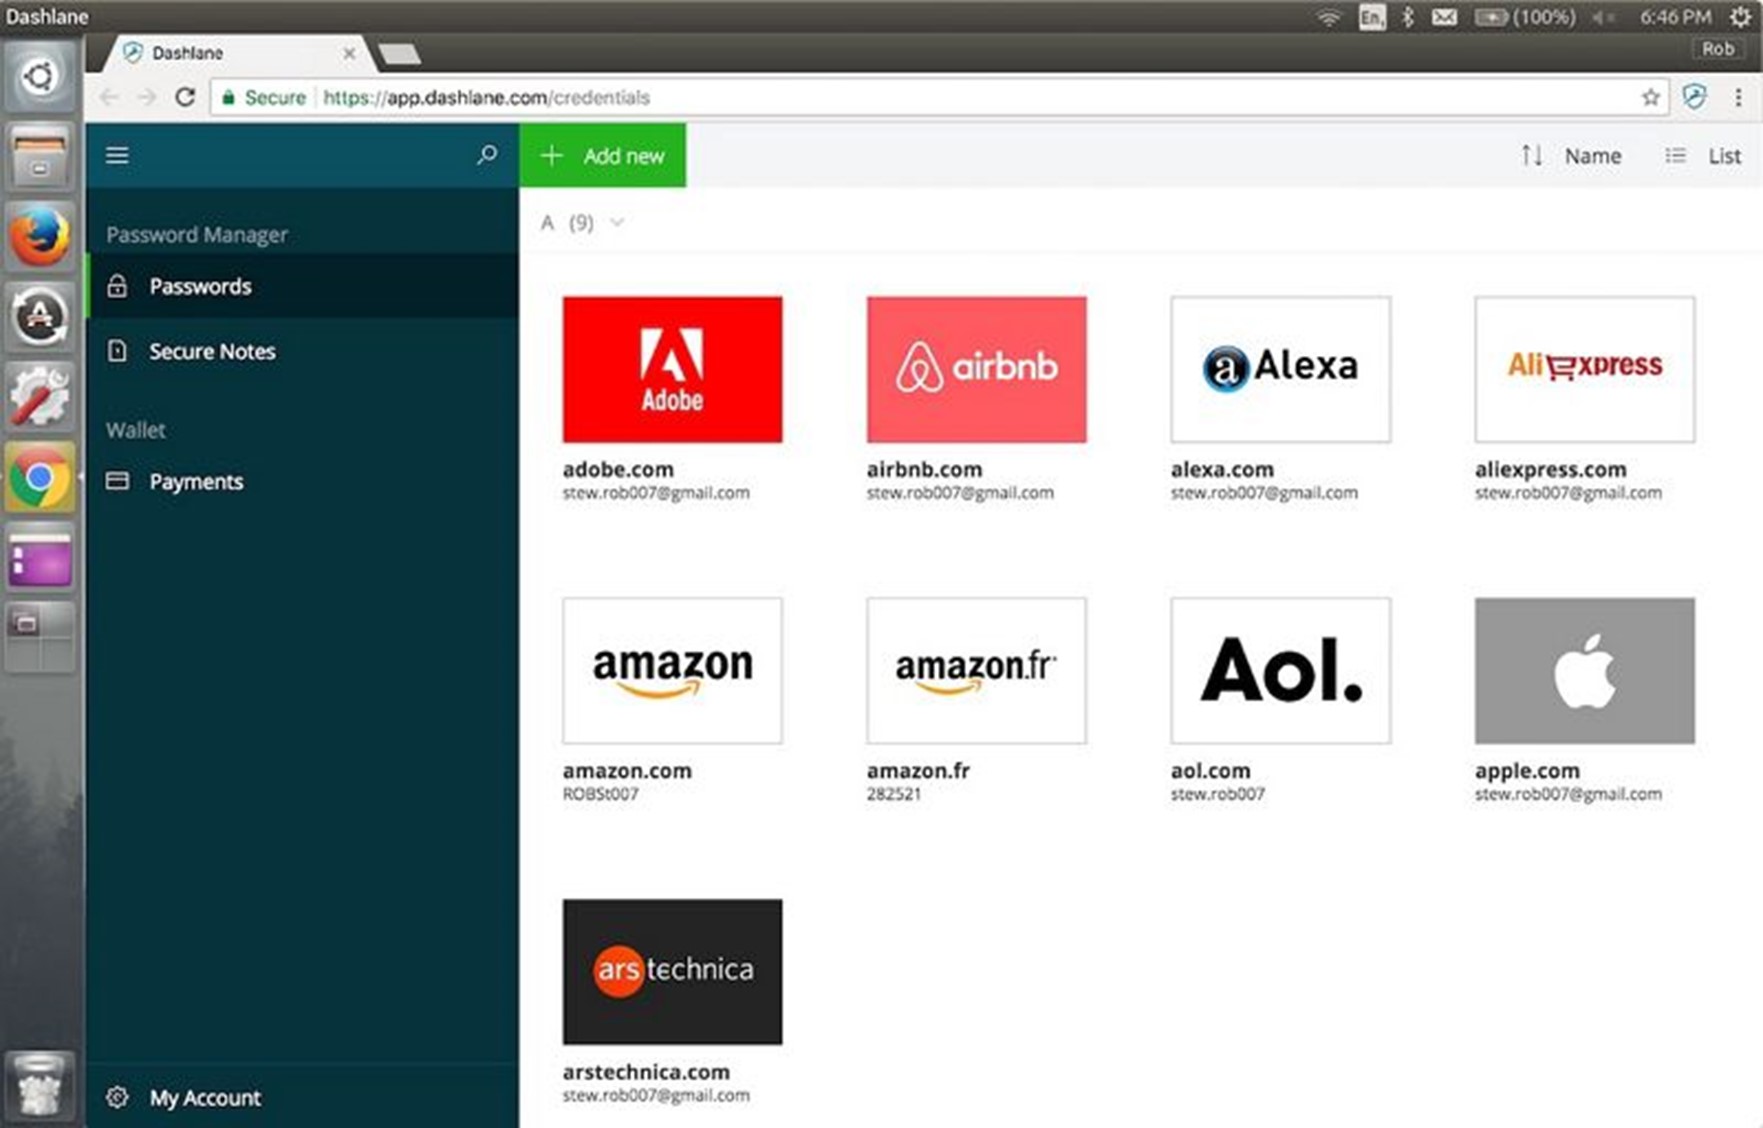 Dashlane
En
(100%)
6:46 PM
Dashlane
Rob
Secure
https://app.dashlane.com/credentials
Add new
Name
List
Password Manager
Passwords
Secure Notes
Wallet
Payments
My Account
A (9)
Adobe
airbnb
a Alexa
AliExpress
adobe.com
airbnb.com
alexa.com
aliexpress.com
stew.rob007@gmail.com
stew.rob007@gmail.com
stew.rob007@gmail.com
stew.rob007@gmail.com
amazon
amazon.fr
Aol.
amazon.com
amazon.fr
aol.com
apple.com
ROBSt007
282521
stew.rob007
stew.rob007@gmail.com
ars technica
arstechnica.com
stew.rob007@gmail.com